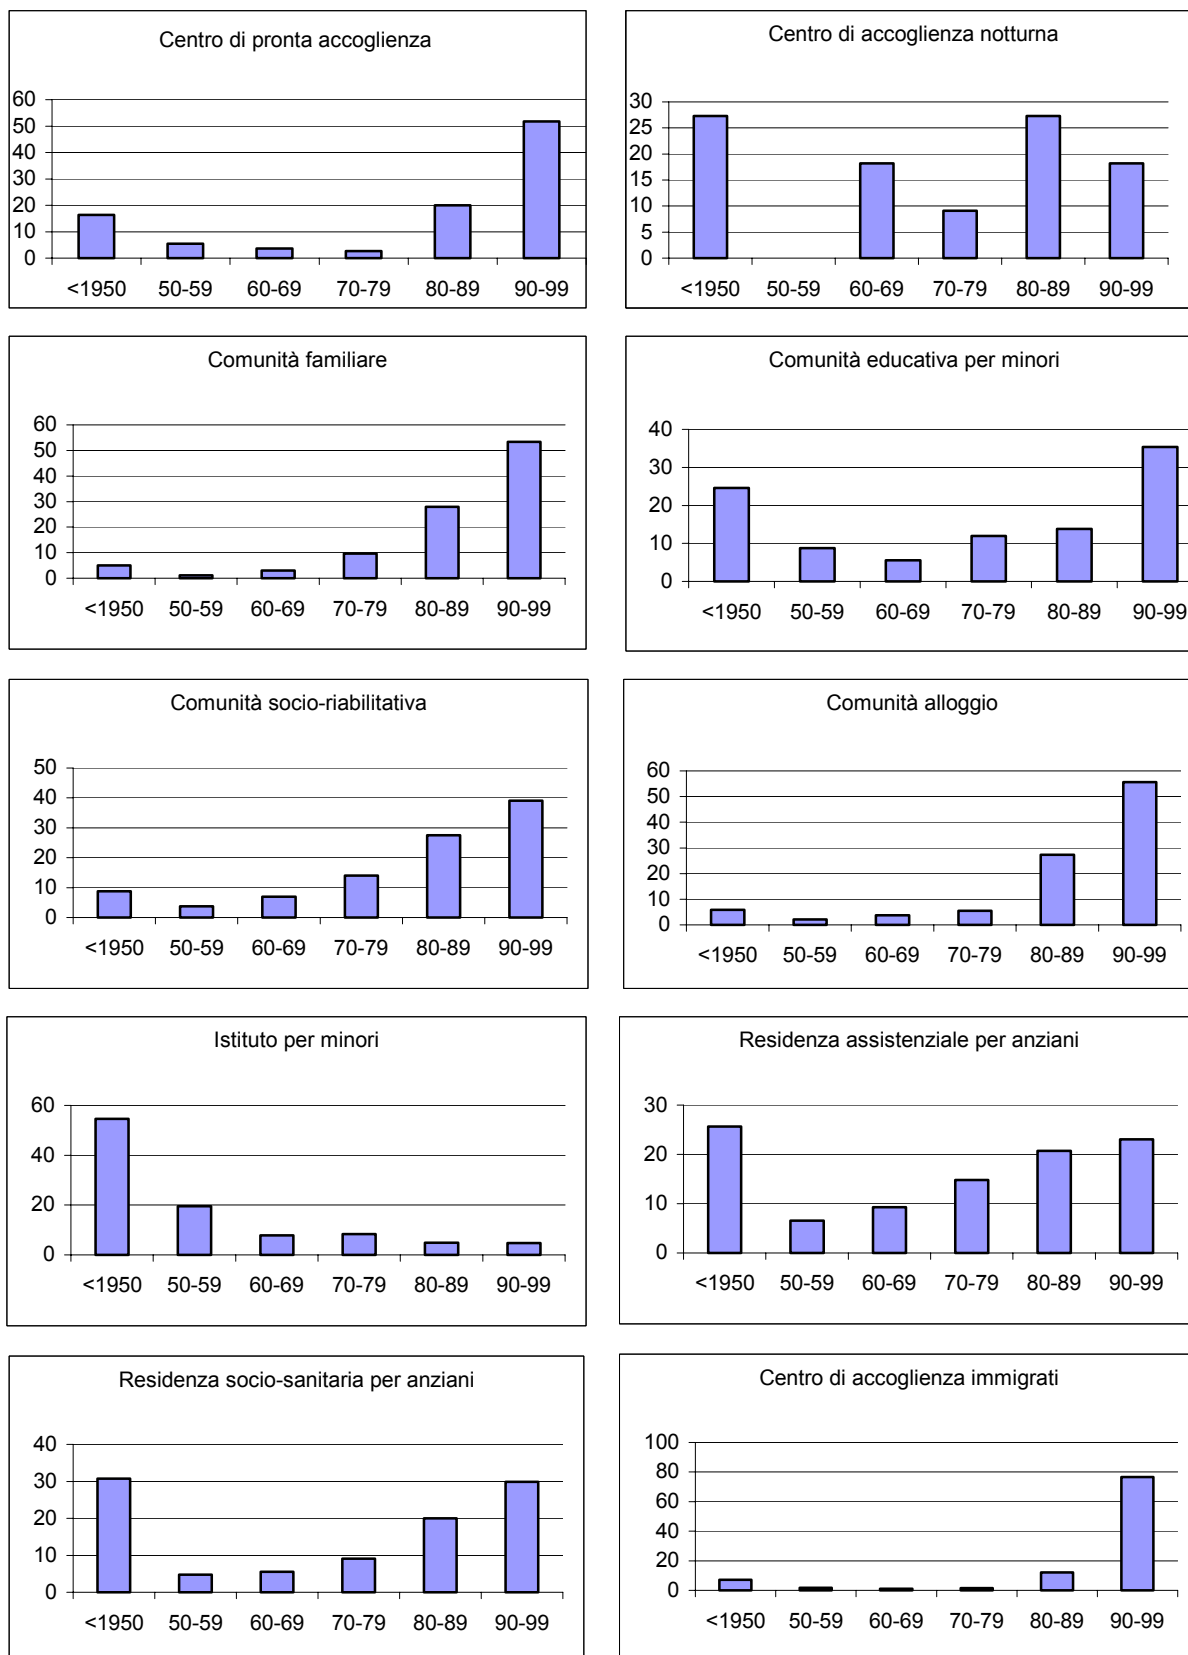 Centro di pronta accoglienza
60
50
40
30
20
10
0
<1950 50-59 60-69 70-79 80-89 90-99
Centro di accoglienza notturna
30
25
20
15
10
5
0
<1950 50-59 60-69 70-79 80-89 90-99
Comunità familiare
60
50
40
30
20
10
0
<1950 50-59 60-69 70-79 80-89 90-99
Comunità educativa per minori
40
30
20
10
0
<1950 50-59 60-69 70-79 80-89 90-99
Comunità socio-riabilitativa
50
40
30
20
10
0
<1950 50-59 60-69 70-79 80-89 90-99
Comunità alloggio
60
50
40
30
20
10
0
<1950 50-59 60-69 70-79 80-89 90-99
Istituto per minori
60
40
20
0
<1950 50-59 60-69 70-79 80-89 90-99
Residenza assistenziale per anziani
30
20
10
0
<1950 50-59 60-69 70-79 80-89 90-99
Residenza socio-sanitaria per anziani
40
30
20
10
0
<1950 50-59 60-69 70-79 80-89 90-99
Centro di accoglienza immigrati
100
80
60
40
20
0
<1950 50-59 60-69 70-79 80-89 90-99